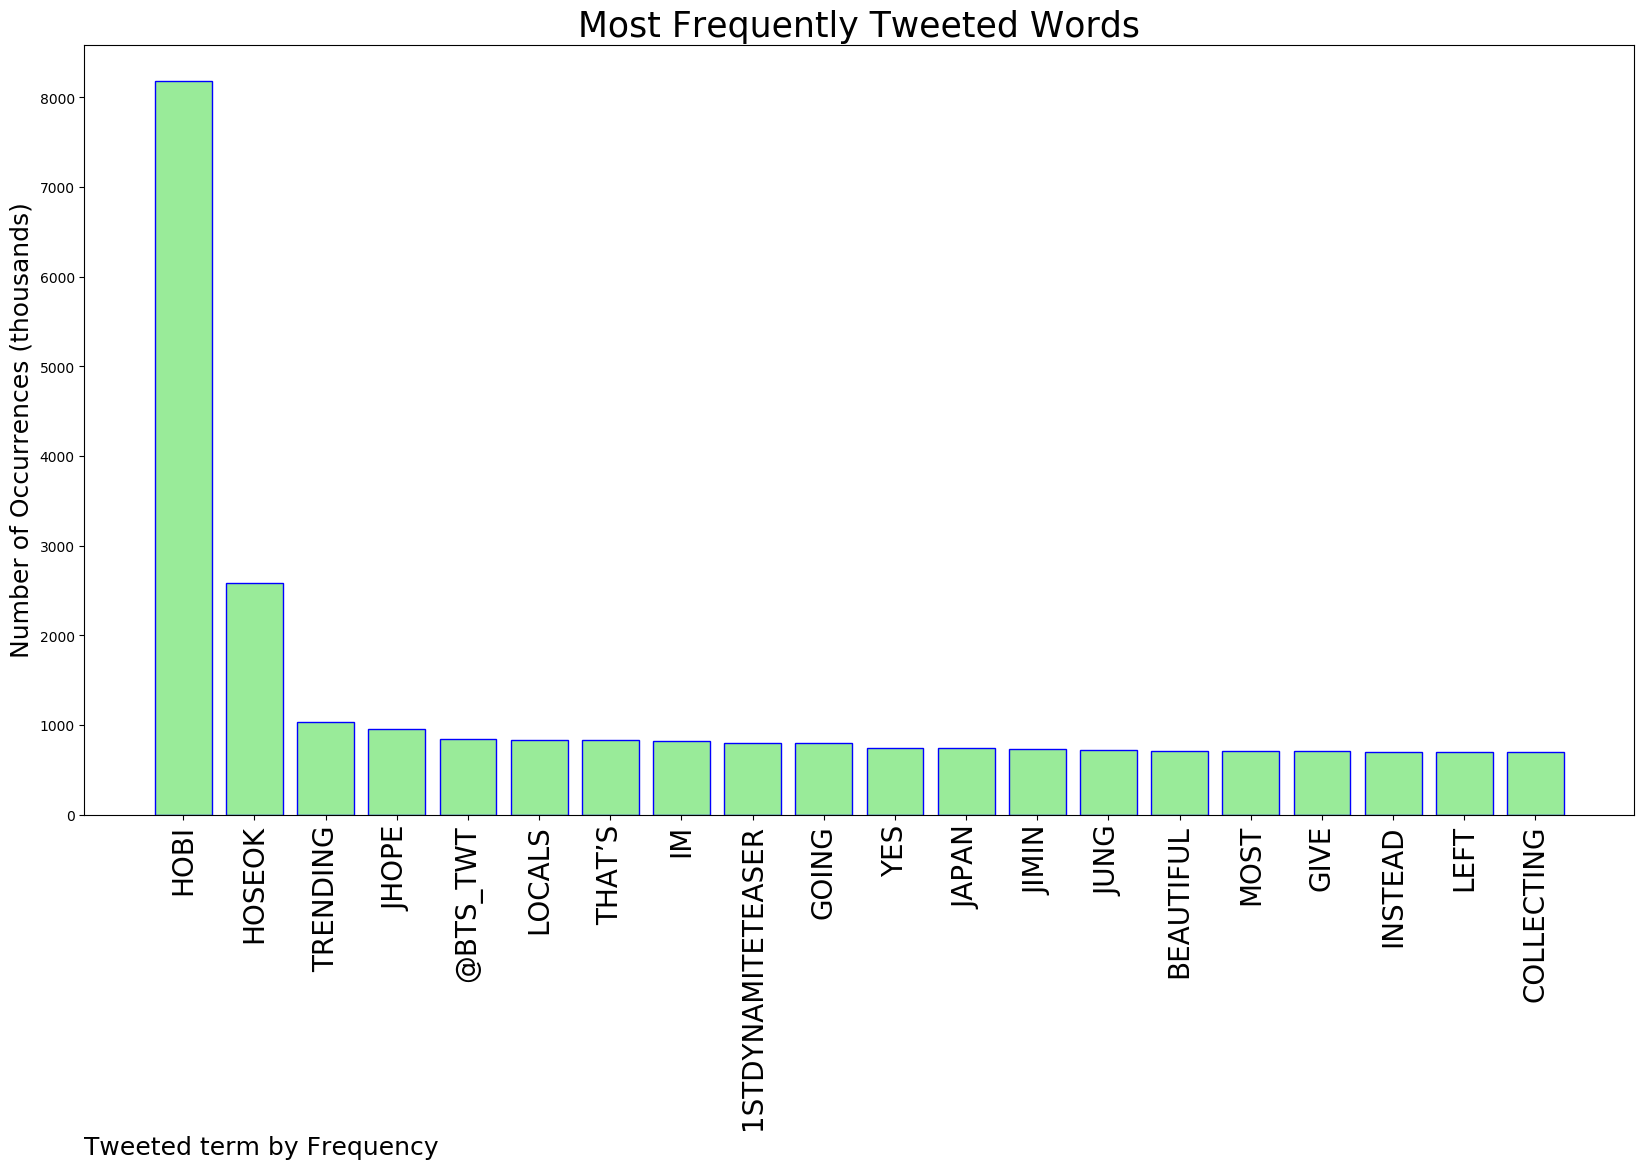 Most Frequently Tweeted Words
Number of Occurrences (thousands)
8000
7000
6000
5000
4000
3000
2000
1000
0
HOBI
HOSEOK
TRENDING
JHOPE
@BTS_TWT
LOCALS
THAT’S
IM
1STDYNAMITETEASER
GOING
YES
JAPAN
JIMIN
JUNG
BEAUTIFUL
MOST
GIVE
INSTEAD
LEFT
COLLECTING
Tweeted term by Frequency